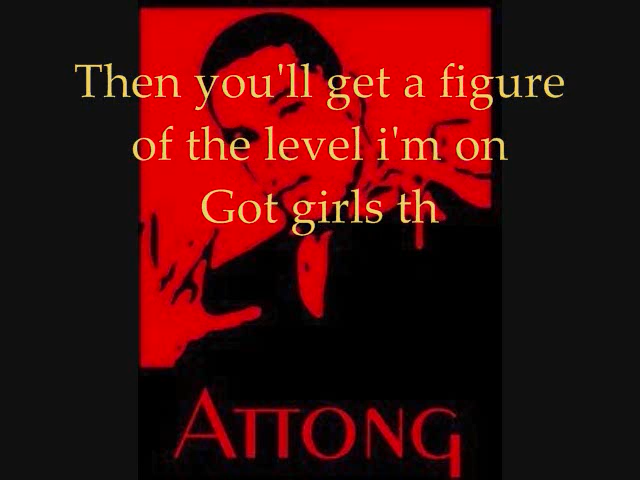 Then you'll get a figure
of the level i'm on
Got girls th
ATTONG